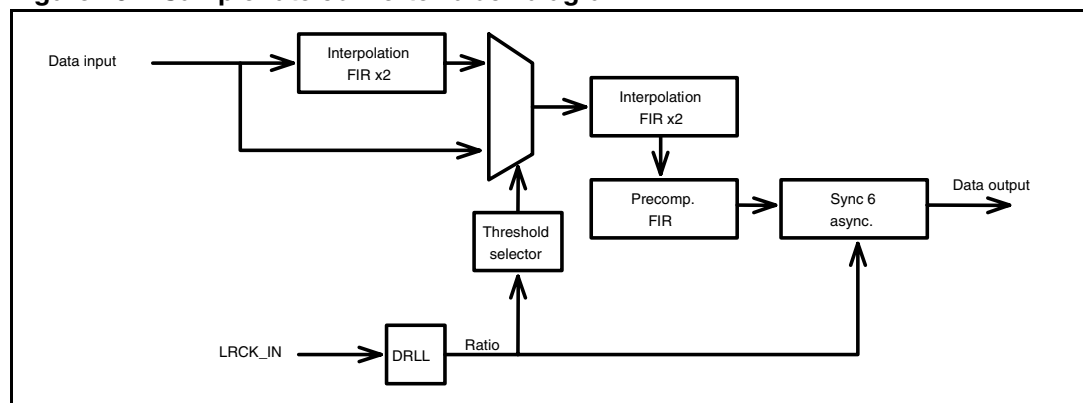 Data input
Interpolation
FIR x2
Interpolation
FIR x2
Precomp.
FIR
Sync 6
async.
Data output
Threshold
selector
LRCK_IN
DRLL
Ratio